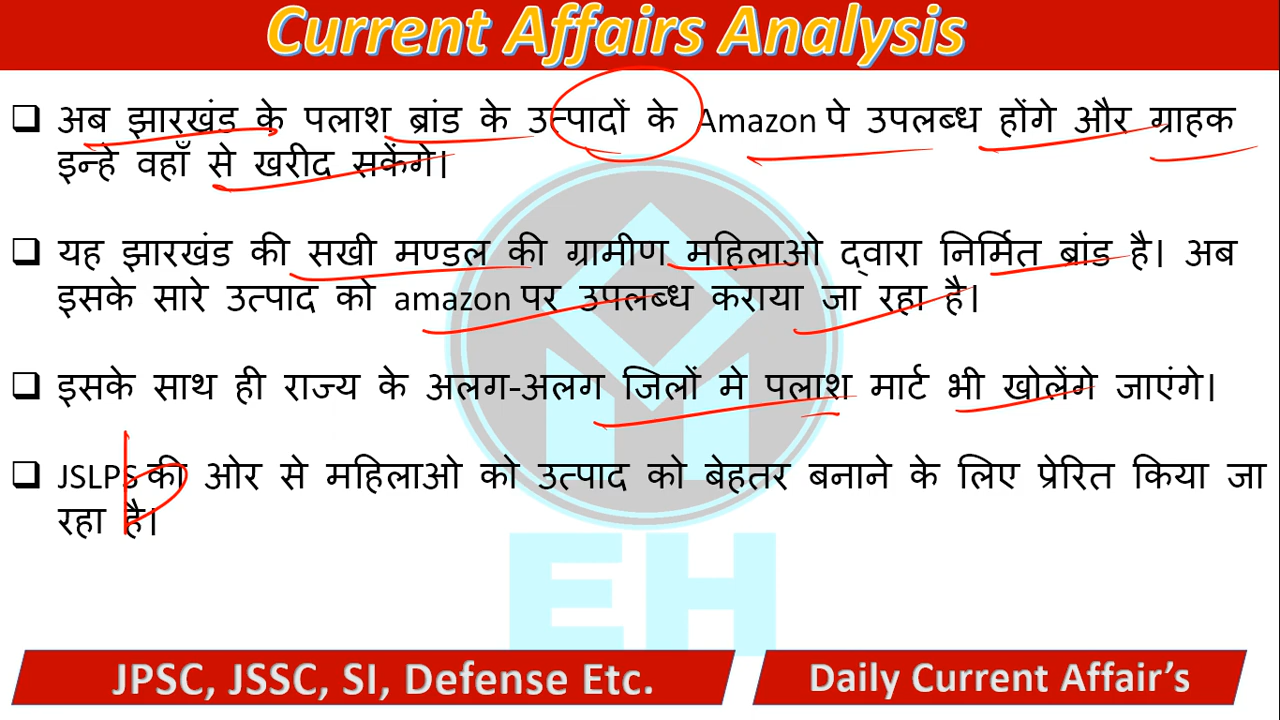 Current Affairs Analysis
अब झारखंड के पलाश ब्रांड के उत्पादों के Amazon पे उपलब्ध होंगे और ग्राहक
इन्हे वहाँ से खरीद सकेंगे।
यह झारखंड की सखी मण्डल की ग्रामीण महिलाओ द्वारा निर्मित ब्रांड है। अब
इसके सारे उत्पाद को amazon पर उपलब्ध कराया जा रहा है।
इसके साथ ही राज्य के अलग-अलग जिलों मे पलाश मार्ट भी खोलेंगे जाएंगे।
JSLPS की ओर से महिलाओ को उत्पाद को बेहतर बनाने के लिए प्रेरित किया जा
रहा है।
EH
JPSC, JSSC, SI, Defense Etc.
Daily Current Affair's